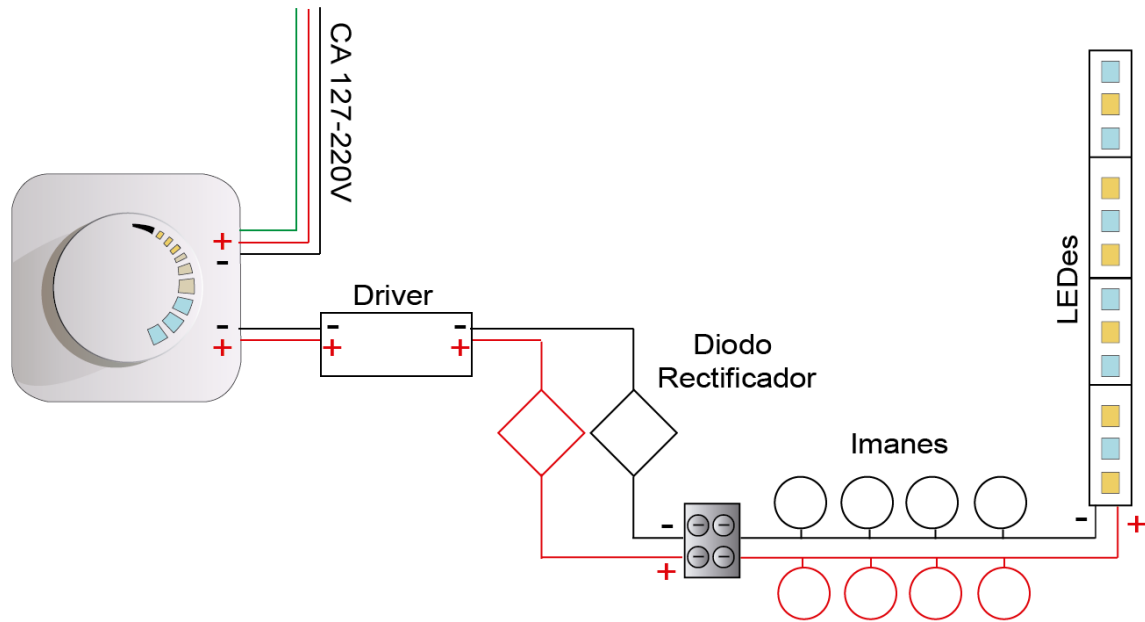 CA 127-220V
+
-
-
+
Driver
-
-
+
+
Diodo
Rectificador
-
+
Imanes
LEDes
-
+